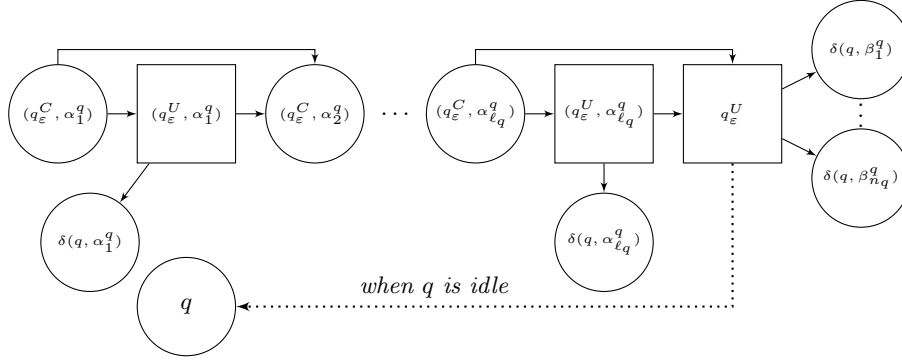 (q_ε^C, α_1^q)
(q_ε^U, α_1^q)
(q_ε^C, α_2^q)
· · ·
(q_ε^C, α_{ℓ_q}^q)
(q_ε^U, α_{ℓ_q}^q)
q_ε^U
δ(q, β_1^q)
δ(q, β_{n_q}^q)
δ(q, α_1^q)
δ(q, α_{ℓ_q}^q)
when q is idle
q